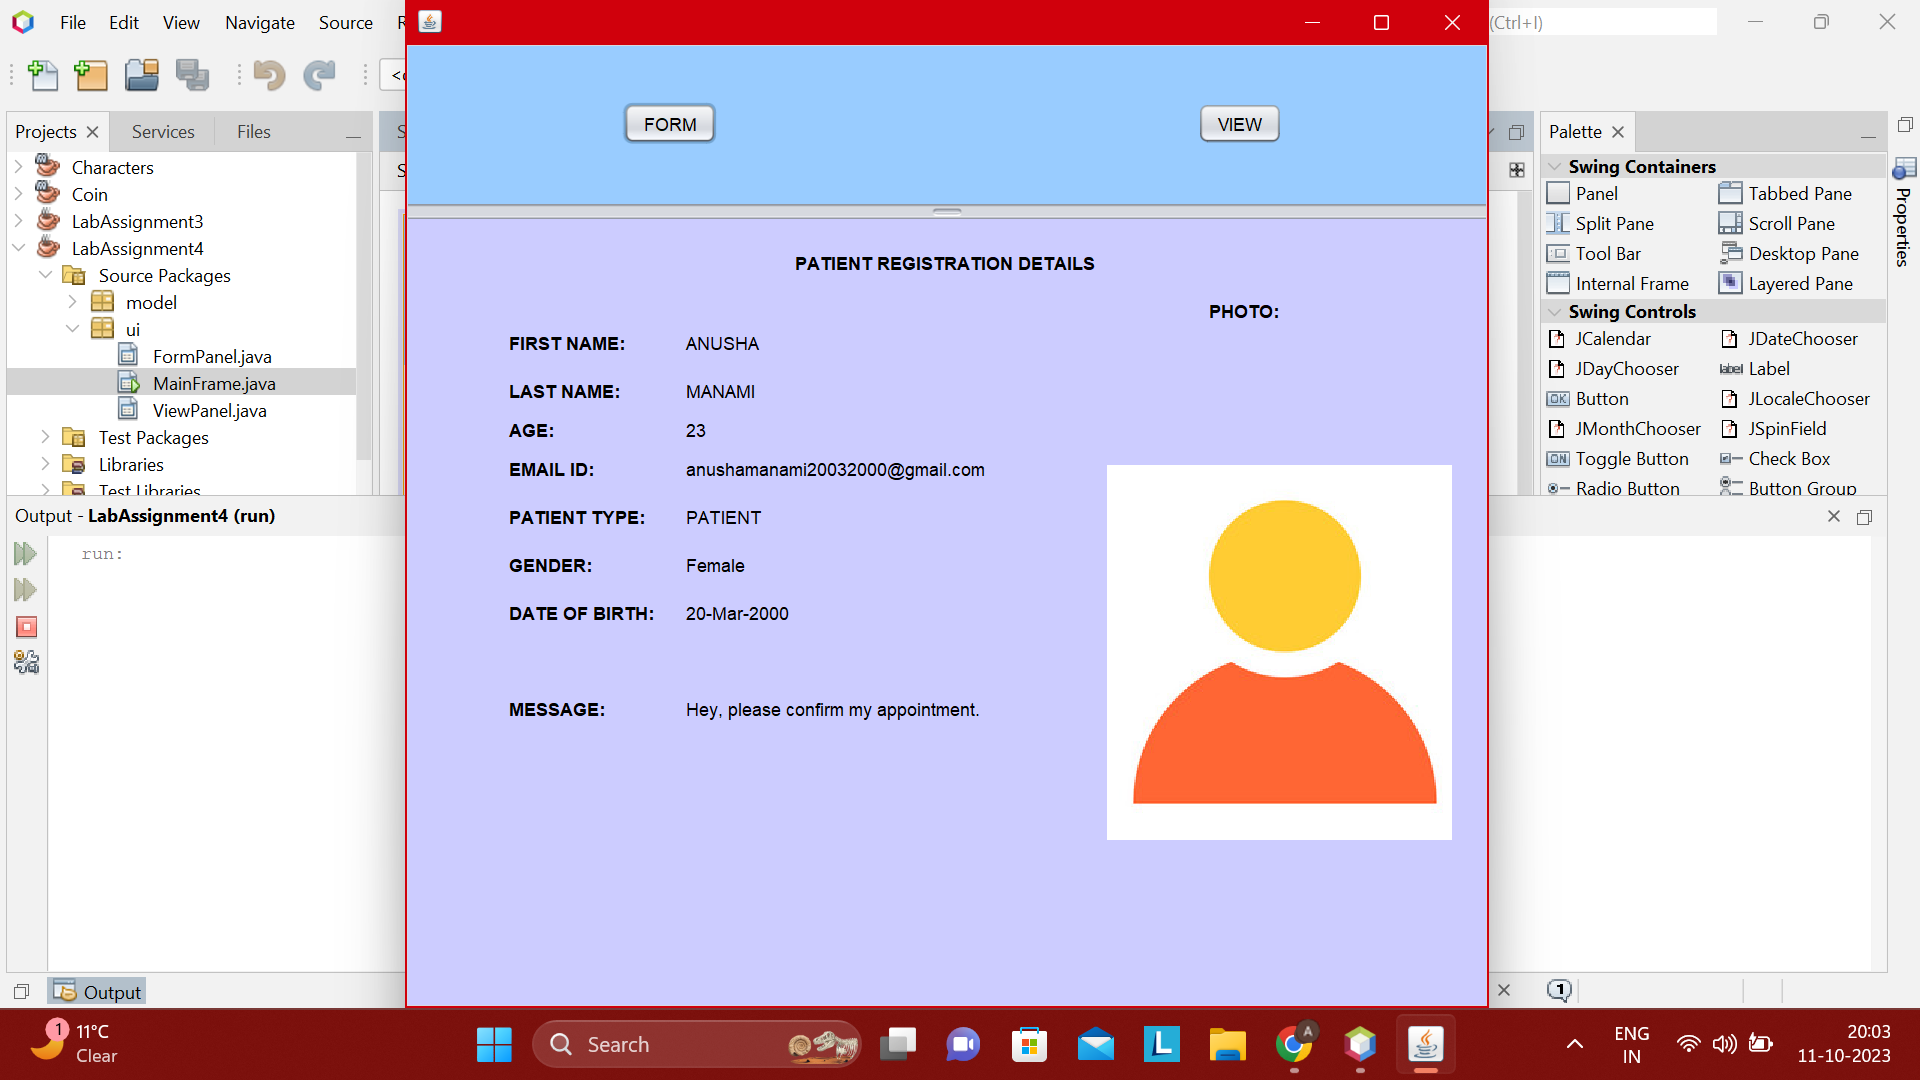 File Edit View Navigate Source
(Ctrl+I)
FORM
VIEW
Projects Services Files
Palette
Characters
Coin
LabAssignment3
LabAssignment4
Source Packages
model
ui
FormPanel.java
MainFrame.java
ViewPanel.java
Test Packages
Libraries
Test Libraries
Swing Containers
Panel Tabbed Pane
Split Pane Scroll Pane
Tool Bar Desktop Pane
Internal Frame Layered Pane
Swing Controls
JCalendar JDateChooser
JDayChooser label Label
OK Button JLocaleChooser
JMonthChooser JSpinField
ON Toggle Button Check Box
Radio Button Button Group
Properties
PATIENT REGISTRATION DETAILS
PHOTO:
FIRST NAME: ANUSHA
LAST NAME: MANAMI
AGE: 23
EMAIL ID: anushamanami20032000@gmail.com
PATIENT TYPE: PATIENT
GENDER: Female
DATE OF BIRTH: 20-Mar-2000
MESSAGE: Hey, please confirm my appointment.
Output - LabAssignment4 (run)
run:
Output
1
1
11°C
Clear
Search
L
A
ENG
IN
20:03
11-10-2023